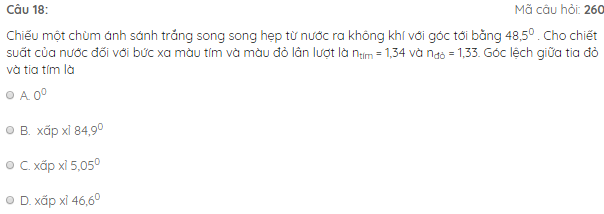 Câu 18: Mã câu hỏi: 260
Chiếu một chùm ánh sánh trắng song song hẹp từ nước ra không khí với góc tới bằng 48,5⁰ . Cho chiết
suất của nước đối với bức xa màu tím và màu đỏ lân lượt là nₜím = 1,34 và nđỏ = 1,33. Góc lệch giữa tia đỏ
và tia tím là
A. 0⁰
B. xấp xỉ 84,9⁰
C. xấp xỉ 5,05⁰
D. xấp xỉ 46,6⁰